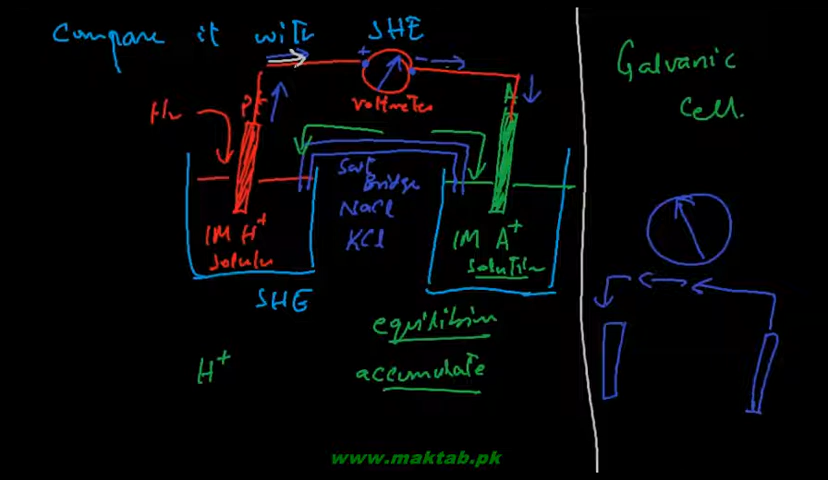 Compare it with SHE
+ -
H2 Pt voltmeter A
Salt Bridge
NaCl
KCl
1M H+
solution
1M A+
solution
SHE
equilibrium
H+
accumulate
Galvanic
Cell.
www.maktab.pk